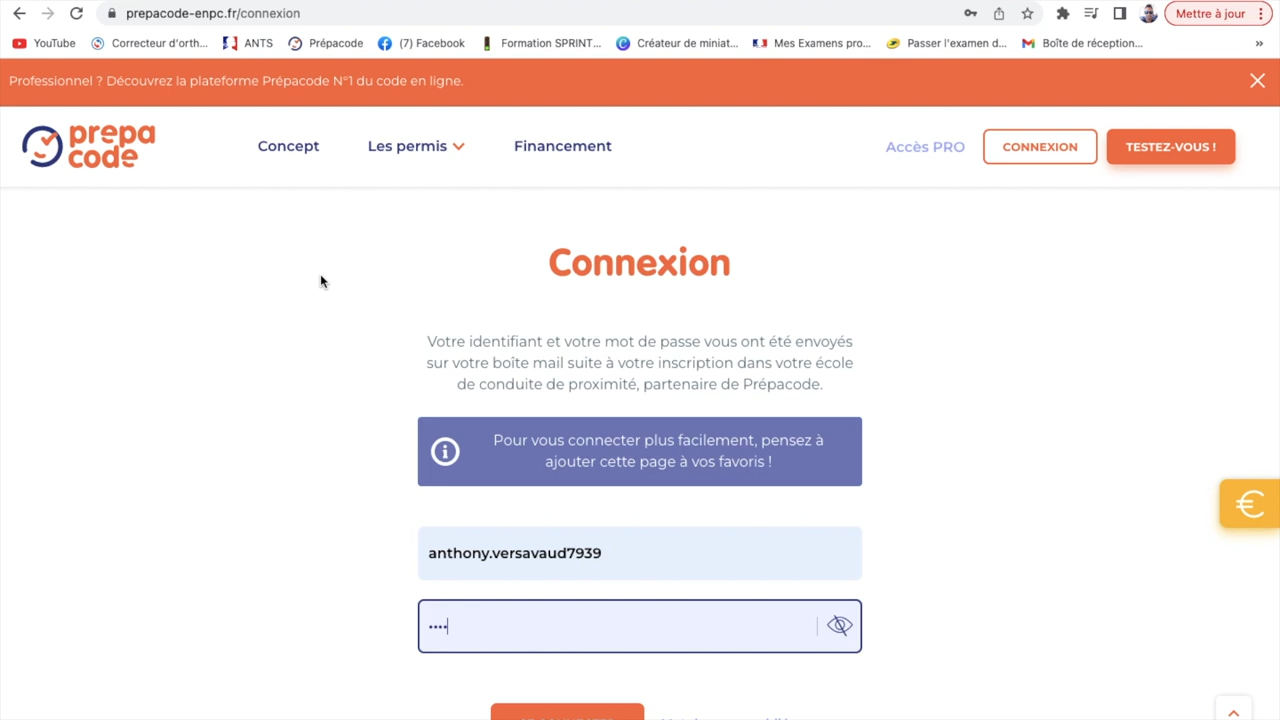 prepacode-enpc.fr/connexion
Mettre à jour
YouTube Correcteur d'orth... ANTS Prépacode (7) Facebook Formation SPRINT... Créateur de miniat... Mes Examens pro... Passer l'examen d... Boîte de réception... »
Professionnel ? Découvrez la plateforme Prépacode N°1 du code en ligne.
prepa
code
Concept Les permis Financement Accès PRO CONNEXION TESTEZ-VOUS !
Connexion
Votre identifiant et votre mot de passe vous ont été envoyés
sur votre boîte mail suite à votre inscription dans votre école
de conduite de proximité, partenaire de Prépacode.
Pour vous connecter plus facilement, pensez à
ajouter cette page à vos favoris !
€
anthony.versavaud7939
••••